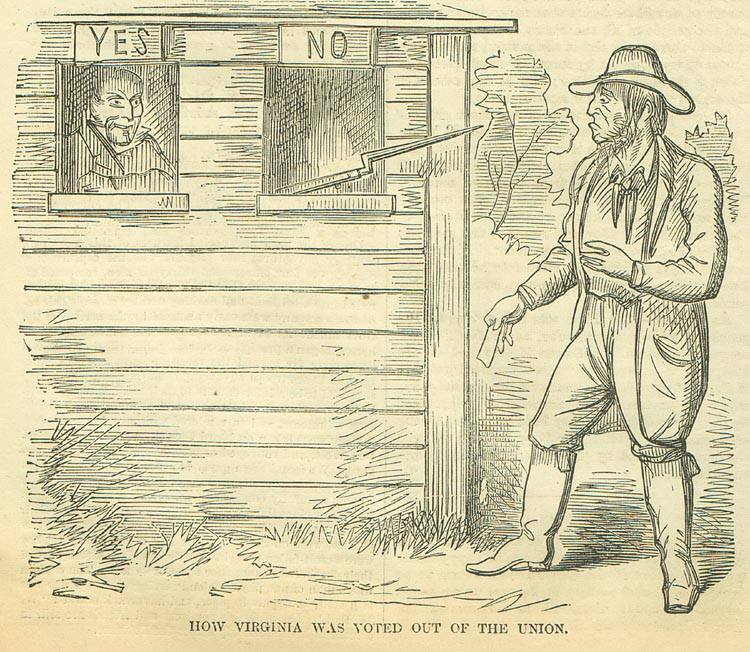 YES NO
HOW VIRGINIA WAS VOTED OUT OF THE UNION.